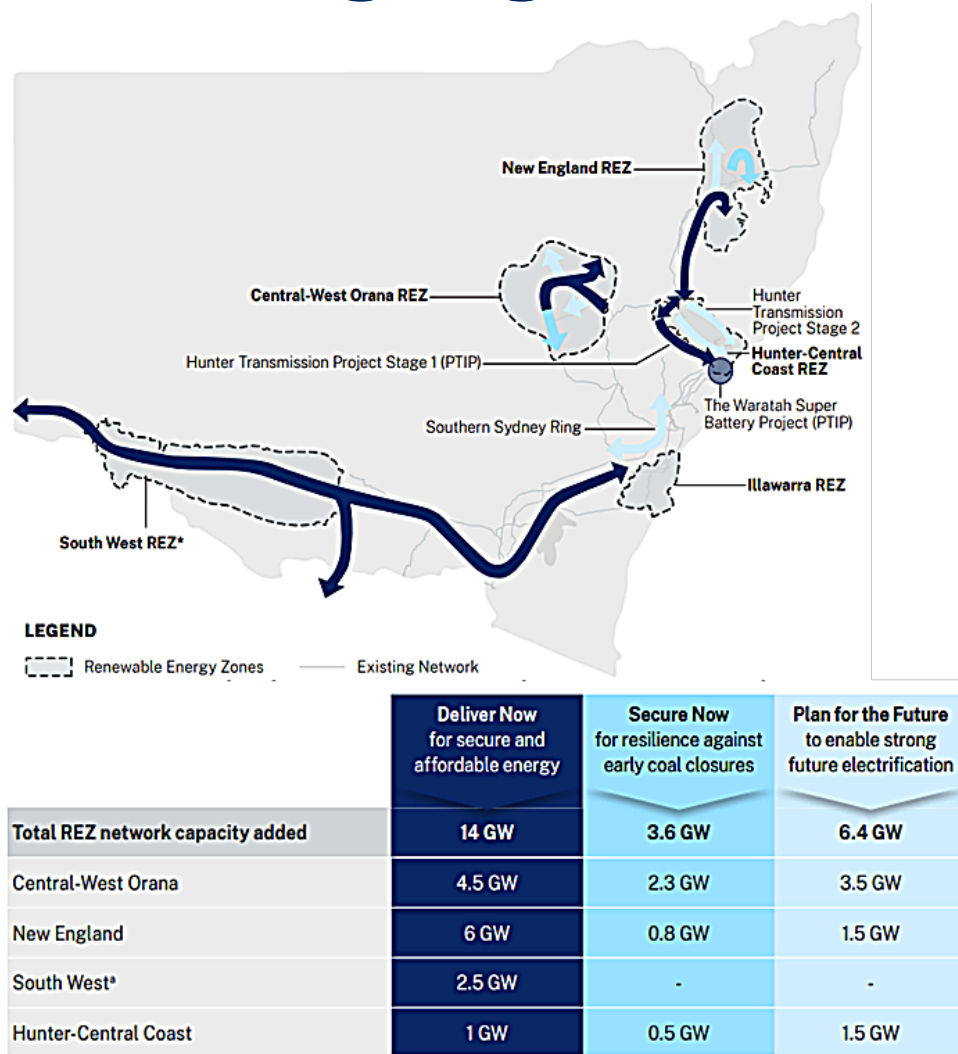 New England REZ
Central-West Orana REZ
Hunter
Transmission
Project Stage 2
Hunter Transmission Project Stage 1 (PTIP)
Hunter-Central
Coast REZ
The Waratah Super
Battery Project (PTIP)
Southern Sydney Ring
Illawarra REZ
South West REZ*
LEGEND
Renewable Energy Zones
Existing Network
Deliver Now
for secure and
affordable energy
Secure Now
for resilience against
early coal closures
Plan for the Future
to enable strong
future electrification
Total REZ network capacity added 14 GW 3.6 GW 6.4 GW
Central-West Orana 4.5 GW 2.3 GW 3.5 GW
New England 6 GW 0.8 GW 1.5 GW
South Westᵃ 2.5 GW - -
Hunter-Central Coast 1 GW 0.5 GW 1.5 GW